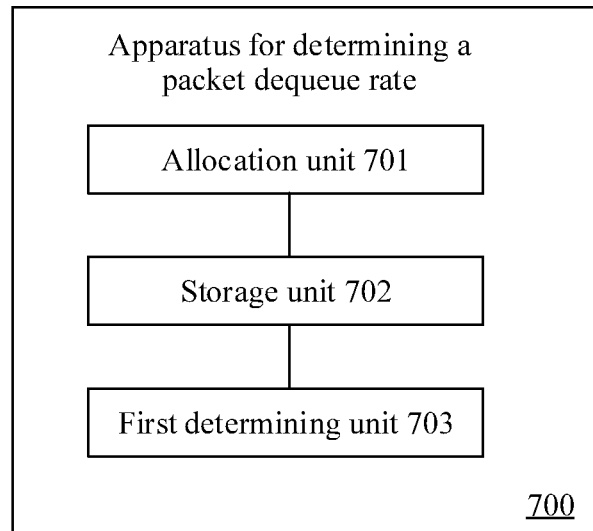 Apparatus for determining a
packet dequeue rate
Allocation unit 701
Storage unit 702
First determining unit 703
700